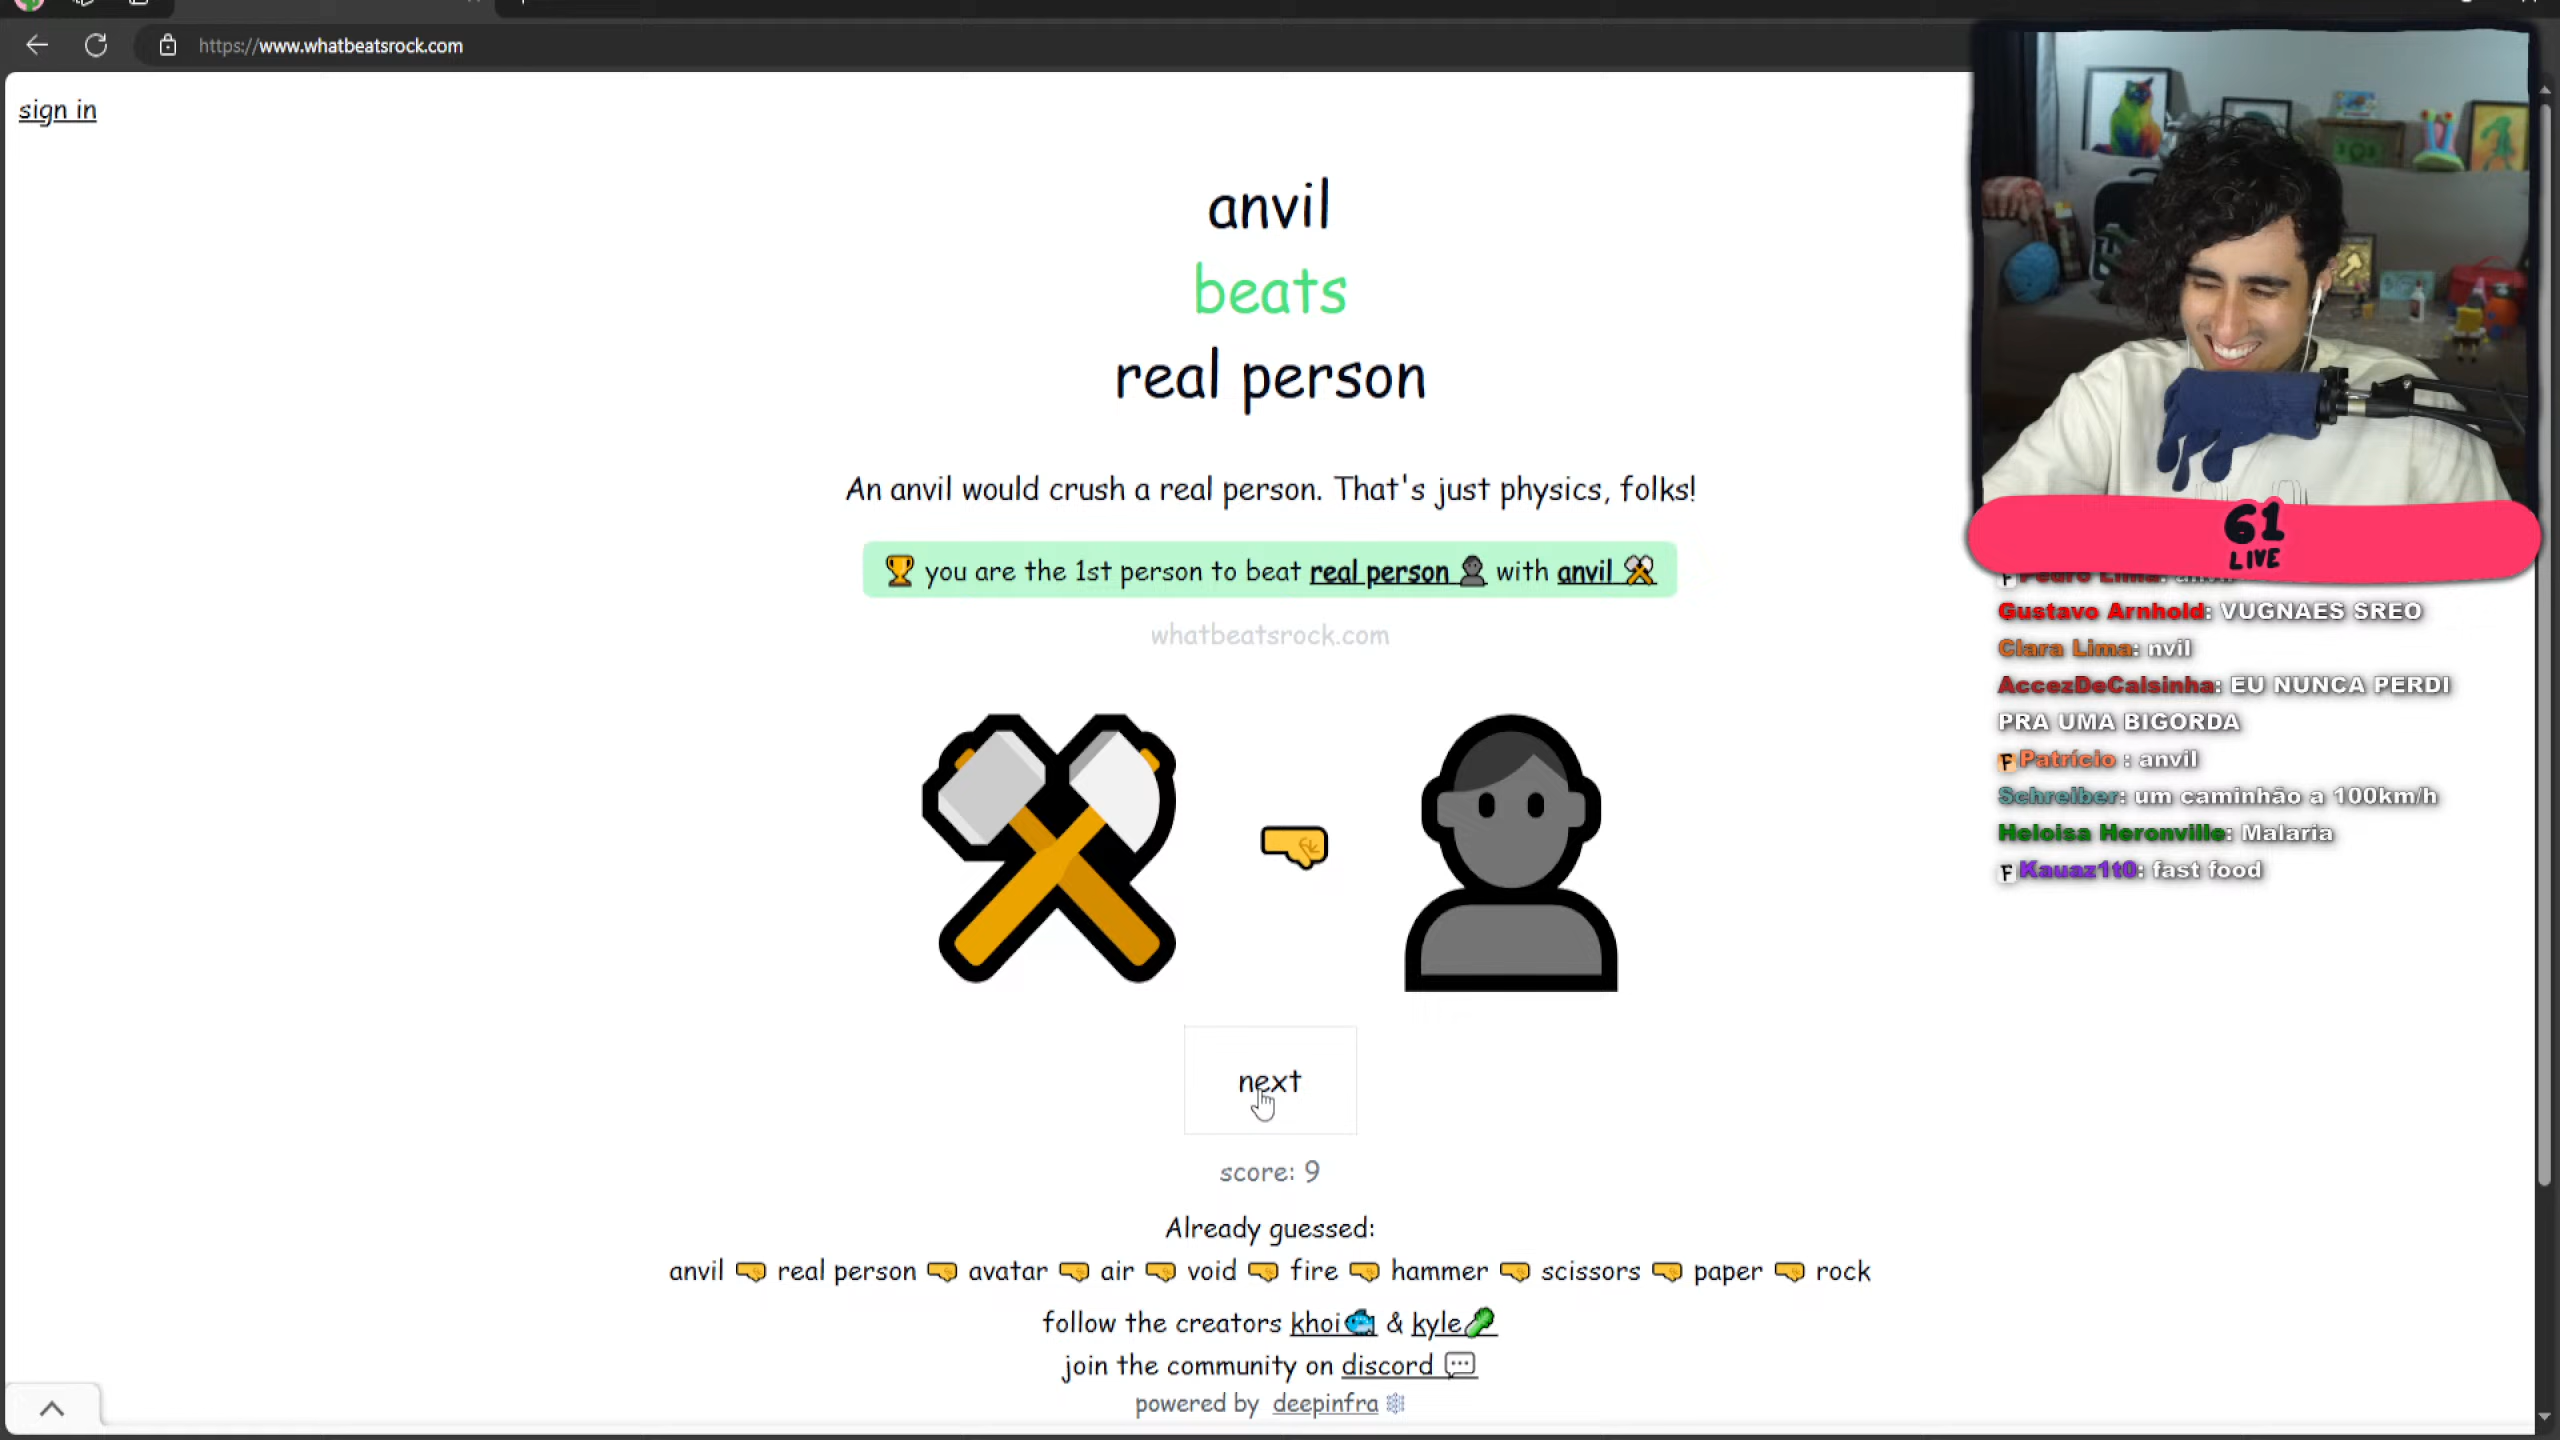 https://www.whatbeatsrock.com
sign in
anvil
beats
real person
An anvil would crush a real person. That's just physics, folks!
🏆 you are the 1st person to beat real person with anvil
whatbeatsrock.com
next
score: 9
Already guessed:
anvil 🤜 real person 🤜 avatar 🤜 air 🤜 void 🤜 fire 🤜 hammer 🤜 scissors 🤜 paper 🤜 rock
follow the creators khoi🐟 & kyle🥬
join the community on discord 💬
powered by deepinfra
61
LIVE
Pedro Lima:
Gustavo Arnhold: VUGNAES SREO
Clara Lima: nvil
AccezDeCalsinha: EU NUNCA PERDI
PRA UMA BIGORDA
F Patrício : anvil
Schreiber: um caminhão a 100km/h
Heloisa Heronville: Malaria
F Kauaz1t0: fast food